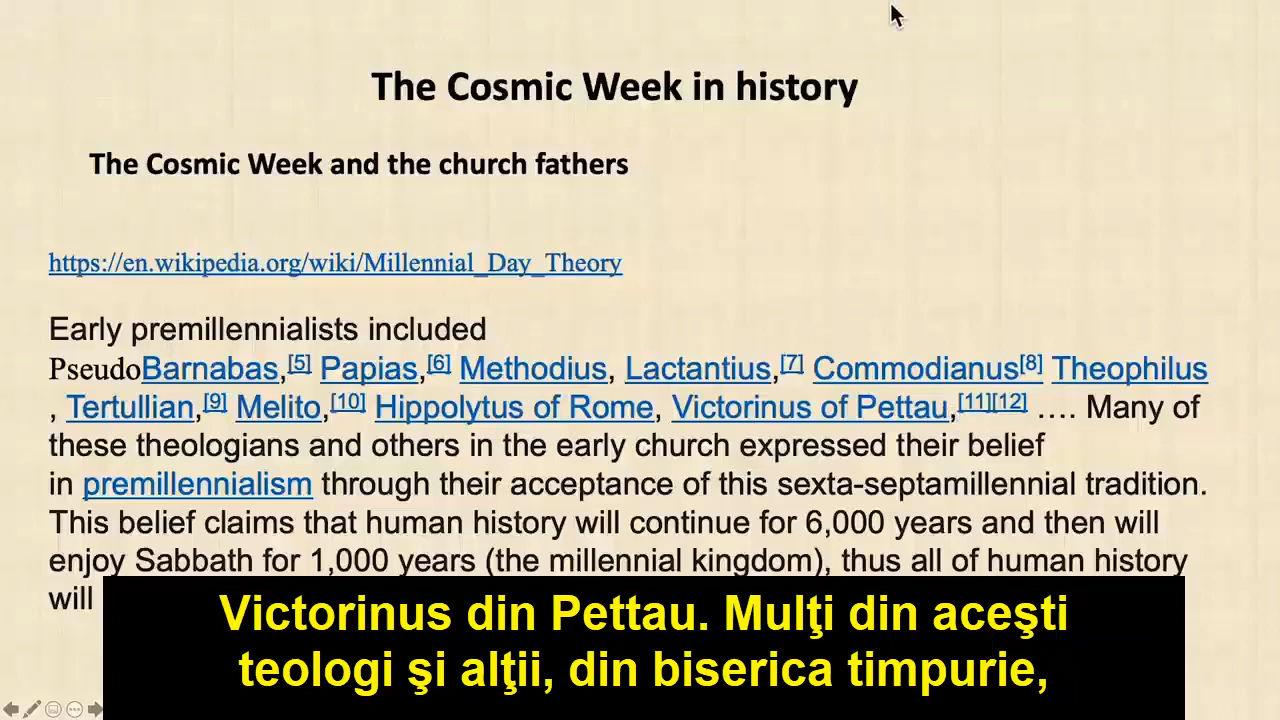 The Cosmic Week in history
The Cosmic Week and the church fathers
https://en.wikipedia.org/wiki/Millennial_Day_Theory
Early premillennialists included
PseudoBarnabas,[5] Papias,[6] Methodius, Lactantius,[7] Commodianus[8] Theophilus
, Tertullian,[9] Melito,[10] Hippolytus of Rome, Victorinus of Pettau,[11][12] …. Many of
these theologians and others in the early church expressed their belief
in premillennialism through their acceptance of this sexta-septamillennial tradition.
This belief claims that human history will continue for 6,000 years and then will
enjoy Sabbath for 1,000 years (the millennial kingdom), thus all of human history
will
Victorinus din Pettau. Mulţi din aceşti
teologi şi alţii, din biserica timpurie,